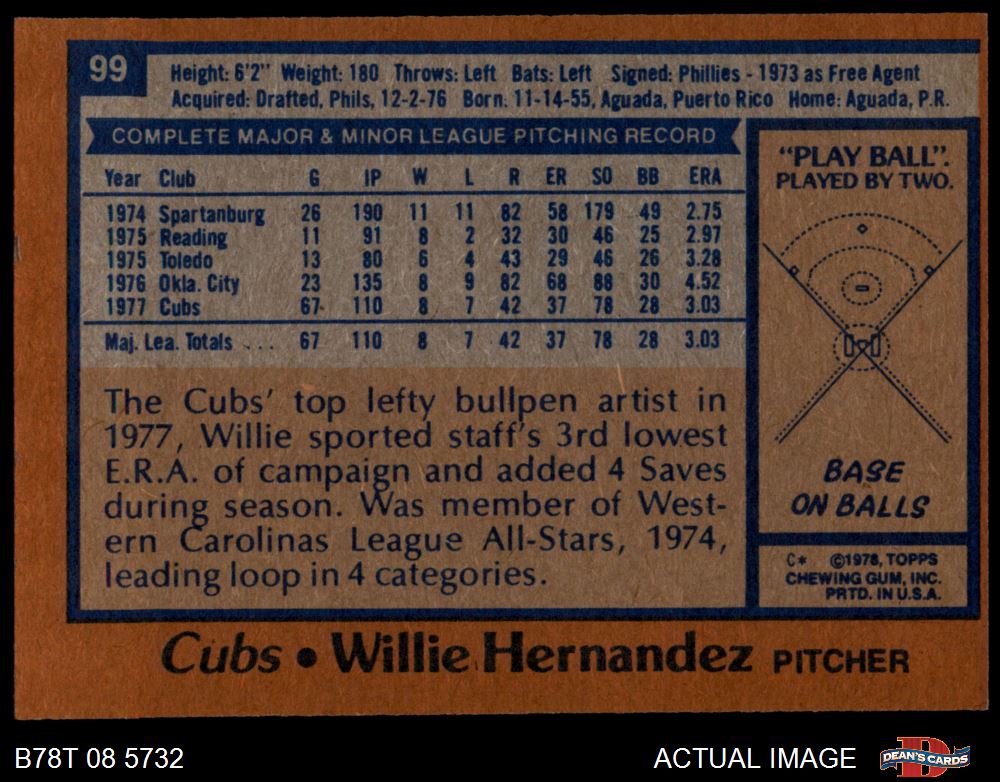 99
Height: 6'2" Weight: 180 Throws: Left Bats: Left Signed: Phillies - 1973 as Free Agent
Acquired: Drafted, Phils, 12-2-76 Born: 11-14-55, Aguada, Puerto Rico Home: Aguada, P.R.
COMPLETE MAJOR & MINOR LEAGUE PITCHING RECORD
Year Club G IP W L R ER SO BB ERA
1974 Spartanburg 26 190 11 11 82 58 179 49 2.75
1975 Reading 11 91 8 2 32 30 46 25 2.97
1975 Toledo 13 80 6 4 43 29 46 26 3.28
1976 Okla. City 23 135 8 9 82 68 88 30 4.52
1977 Cubs 67 110 8 7 42 37 78 28 3.03
Maj. Lea. Totals . . . 67 110 8 7 42 37 78 28 3.03
The Cubs' top lefty bullpen artist in
1977, Willie sported staff's 3rd lowest
E.R.A. of campaign and added 4 Saves
during season. Was member of West-
ern Carolinas League All-Stars, 1974,
leading loop in 4 categories.
"PLAY BALL".
PLAYED BY TWO.
BASE
ON BALLS
C* ©1978, TOPPS
CHEWING GUM, INC.
PRTD. IN U.S.A.
Cubs • Willie Hernandez PITCHER
B78T 08 5732
ACTUAL IMAGE
DEAN'S CARDS